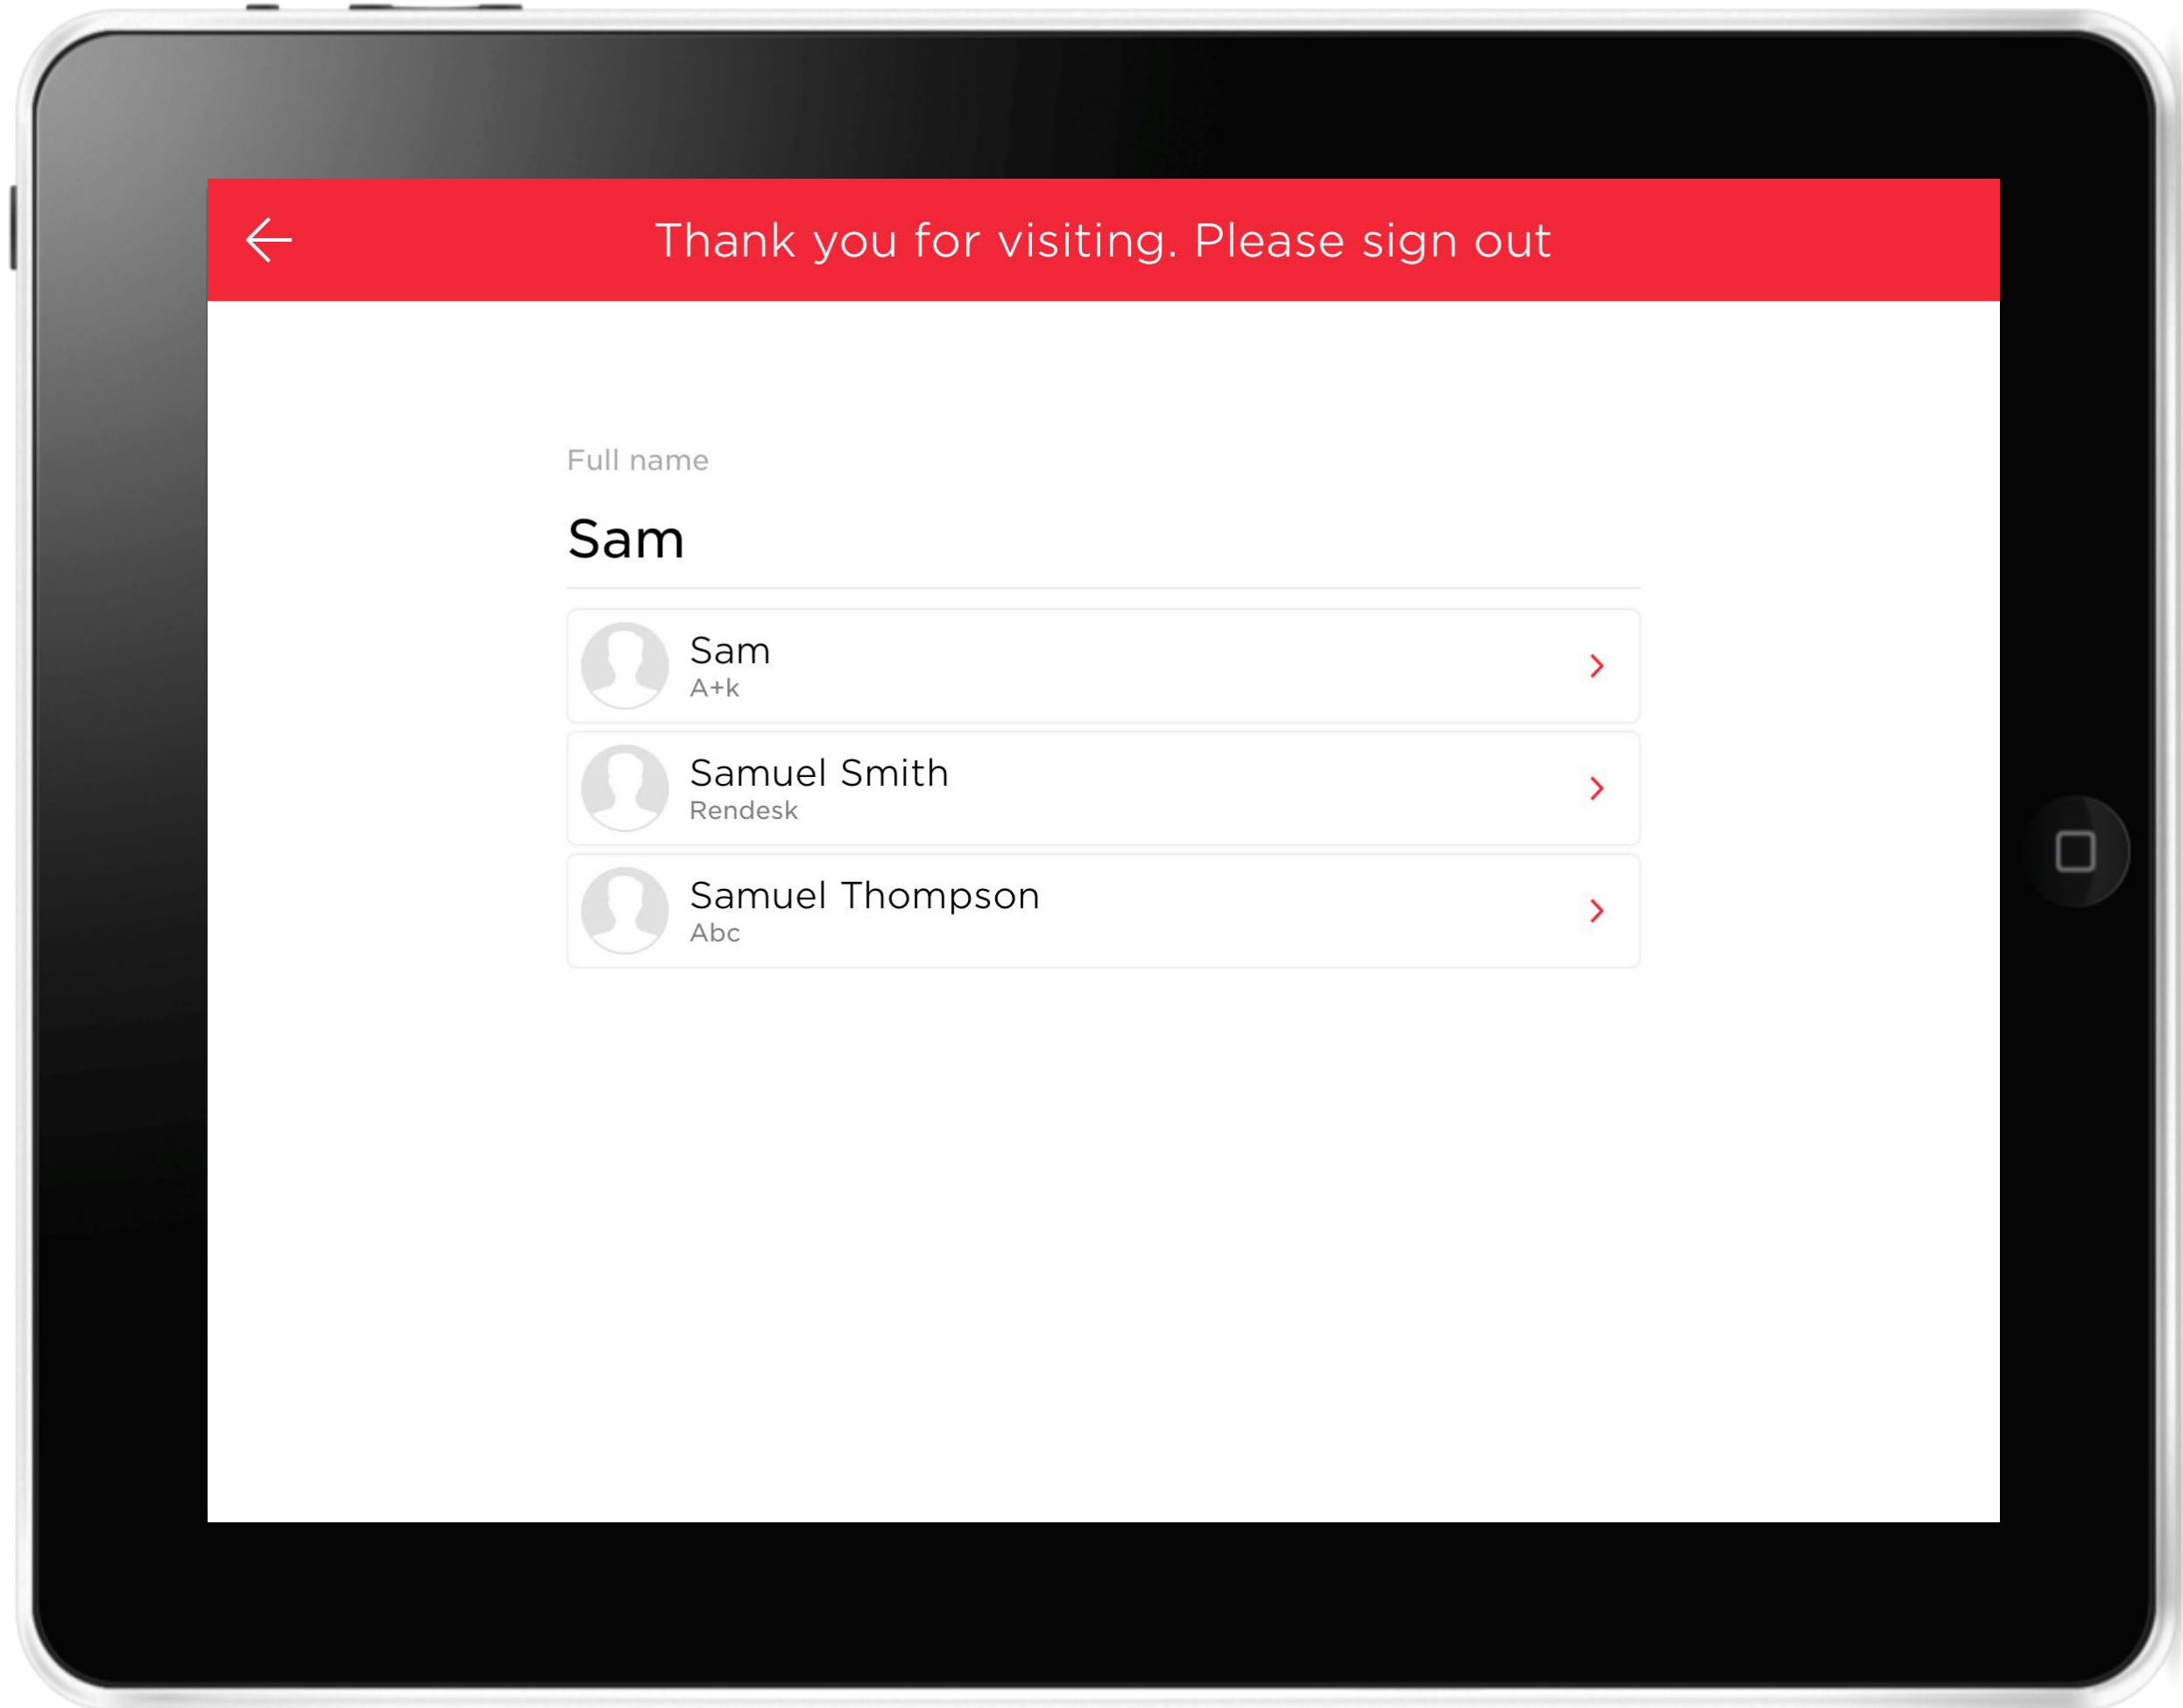 Thank you for visiting. Please sign out
Full name
Sam
Sam
A+k
Samuel Smith
Rendesk
Samuel Thompson
Abc